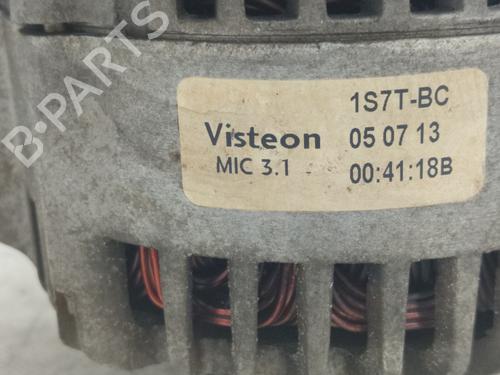 B-PARTS
1S7T-BC
Visteon 05 07 13
MIC 3.1 00:41:18B